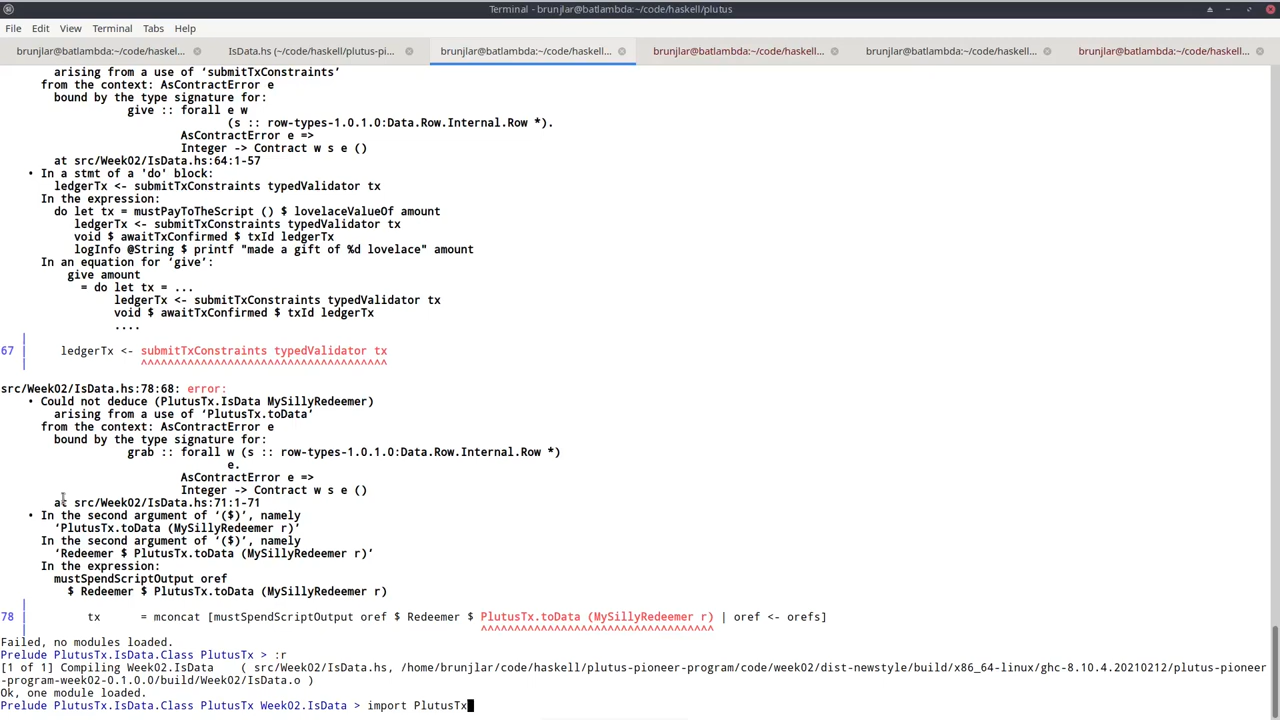 Terminal - brunjlar@batlambda:~/code/haskell/plutus
File Edit View Terminal Tabs Help
brunjlar@batlambda:~/code/haskel... × IsData.hs (~/code/haskell/plutus-pi... × brunjlar@batlambda:~/code/haskell... × brunjlar@batlambda:~/code/haskell... × brunjlar@batlambda:~/code/haskell... × brunjlar@batlambda:~/code/haskell... ×
arising from a use of ‘submitTxConstraints’
from the context: AsContractError e
bound by the type signature for:
give :: forall e w
(s :: row-types-1.0.1.0:Data.Row.Internal.Row *).
AsContractError e =>
Integer -> Contract w s e ()
at src/Week02/IsData.hs:64:1-57
• In a stmt of a 'do' block:
ledgerTx <- submitTxConstraints typedValidator tx
In the expression:
do let tx = mustPayToTheScript () $ lovelaceValueOf amount
ledgerTx <- submitTxConstraints typedValidator tx
void $ awaitTxConfirmed $ txId ledgerTx
logInfo @String $ printf "made a gift of %d lovelace" amount
In an equation for ‘give’:
give amount
= do let tx = ...
ledgerTx <- submitTxConstraints typedValidator tx
void $ awaitTxConfirmed $ txId ledgerTx
....
|
67 | ledgerTx <- submitTxConstraints typedValidator tx
| ^^^^^^^^^^^^^^^^^^^^^^^^^^^^^^^^^^^^^
src/Week02/IsData.hs:78:68: error:
• Could not deduce (PlutusTx.IsData MySillyRedeemer)
arising from a use of ‘PlutusTx.toData’
from the context: AsContractError e
bound by the type signature for:
grab :: forall w (s :: row-types-1.0.1.0:Data.Row.Internal.Row *)
e.
AsContractError e =>
Integer -> Contract w s e ()
at src/Week02/IsData.hs:71:1-71
• In the second argument of ‘($)’, namely
‘PlutusTx.toData (MySillyRedeemer r)’
In the second argument of ‘($)’, namely
‘Redeemer $ PlutusTx.toData (MySillyRedeemer r)’
In the expression:
mustSpendScriptOutput oref
$ Redeemer $ PlutusTx.toData (MySillyRedeemer r)
|
78 | tx = mconcat [mustSpendScriptOutput oref $ Redeemer $ PlutusTx.toData (MySillyRedeemer r) | oref <- orefs]
| ^^^^^^^^^^^^^^^^^^^^^^^^^^^^^^^^^^^
Failed, no modules loaded.
Prelude PlutusTx.IsData.Class PlutusTx > :r
[1 of 1] Compiling Week02.IsData ( src/Week02/IsData.hs, /home/brunjlar/code/haskell/plutus-pioneer-program/code/week02/dist-newstyle/build/x86_64-linux/ghc-8.10.4.20210212/plutus-pioneer
-program-week02-0.1.0.0/build/Week02/IsData.o )
Ok, one module loaded.
Prelude PlutusTx.IsData.Class PlutusTx Week02.IsData > import PlutusTx